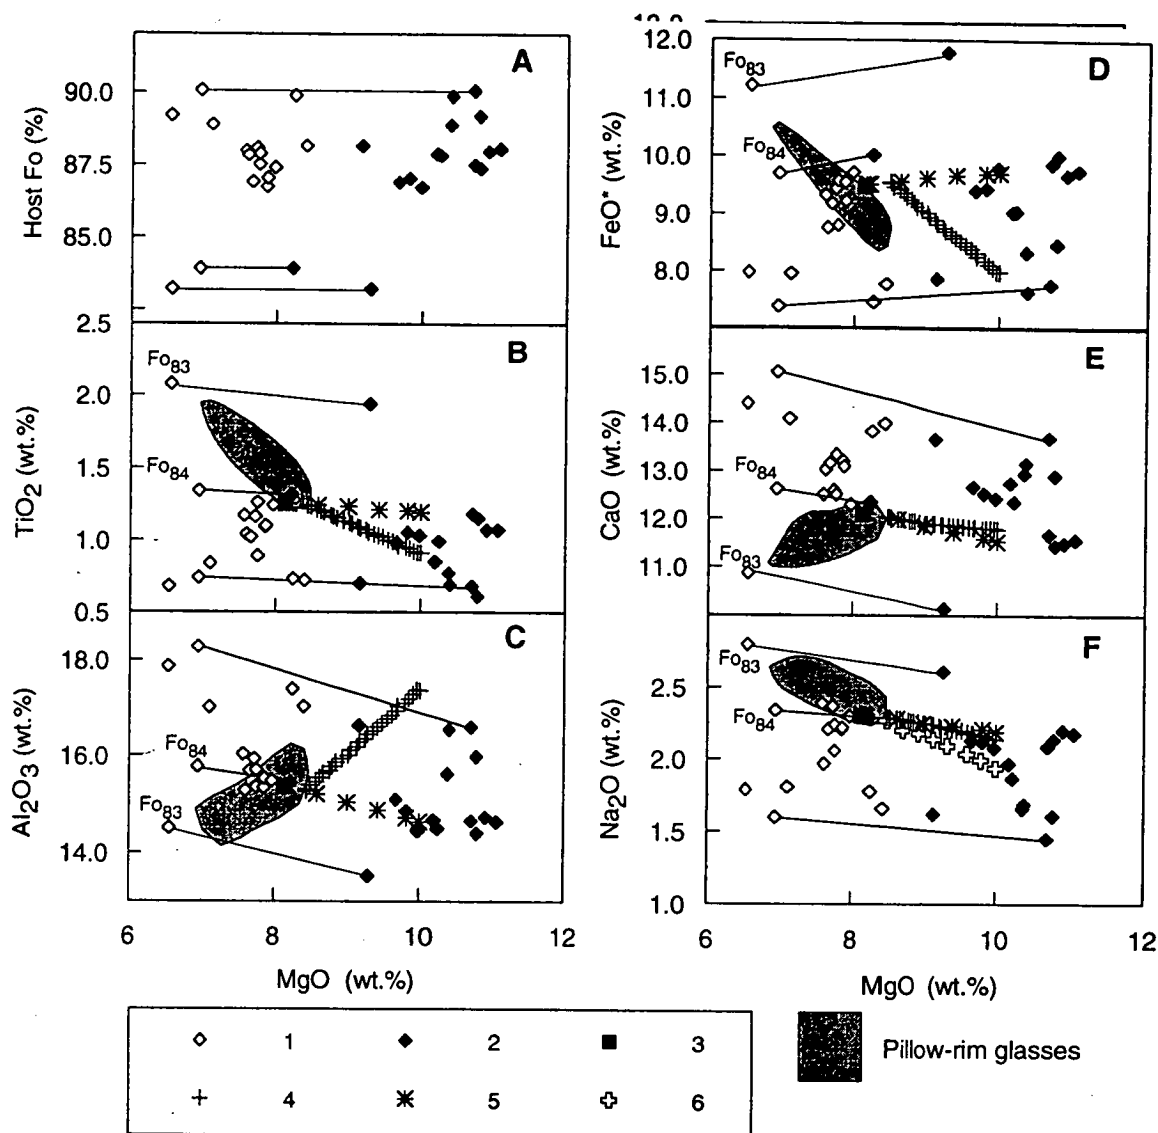 A
90.0
87.5
85.0
Host Fo (%)
2.5
B
Fo83
2.0
Fo84
1.5
1.0
0.5
TiO2 (wt.%)
C
18.0
Fo84
16.0
Fo83
14.0
Al2O3 (wt.%)
6 8 10 12
MgO (wt.%)
12.0
D
Fo83
11.0
Fo84
10.0
9.0
8.0
FeO* (wt.%)
E
15.0
14.0
Fo84
13.0
12.0
Fo83
11.0
CaO (wt.%)
F
Fo83
2.5
Fo84
2.0
1.5
1.0
Na2O (wt.%)
6 8 10 12
MgO (wt.%)
1 2 3
4 5 6
Pillow-rim glasses